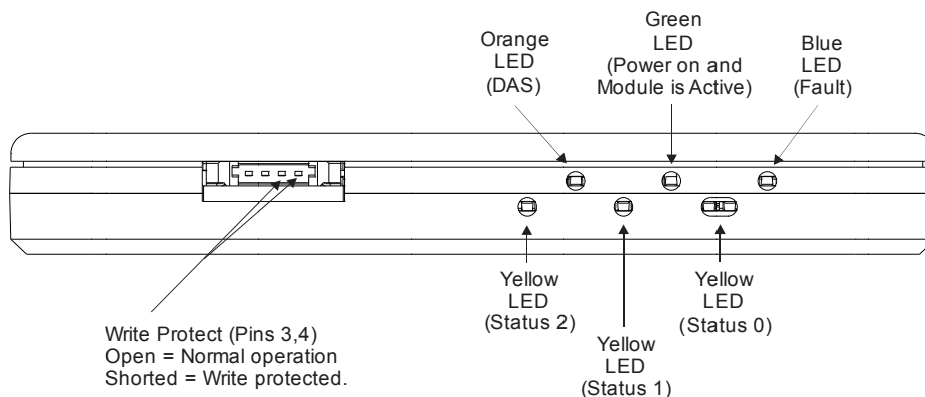 Orange
LED
(DAS)
Green
LED
(Power on and
Module is Active)
Blue
LED
(Fault)
Yellow
LED
(Status 2)
Yellow
LED
(Status 1)
Yellow
LED
(Status 0)
Write Protect (Pins 3,4)
Open = Normal operation
Shorted = Write protected.